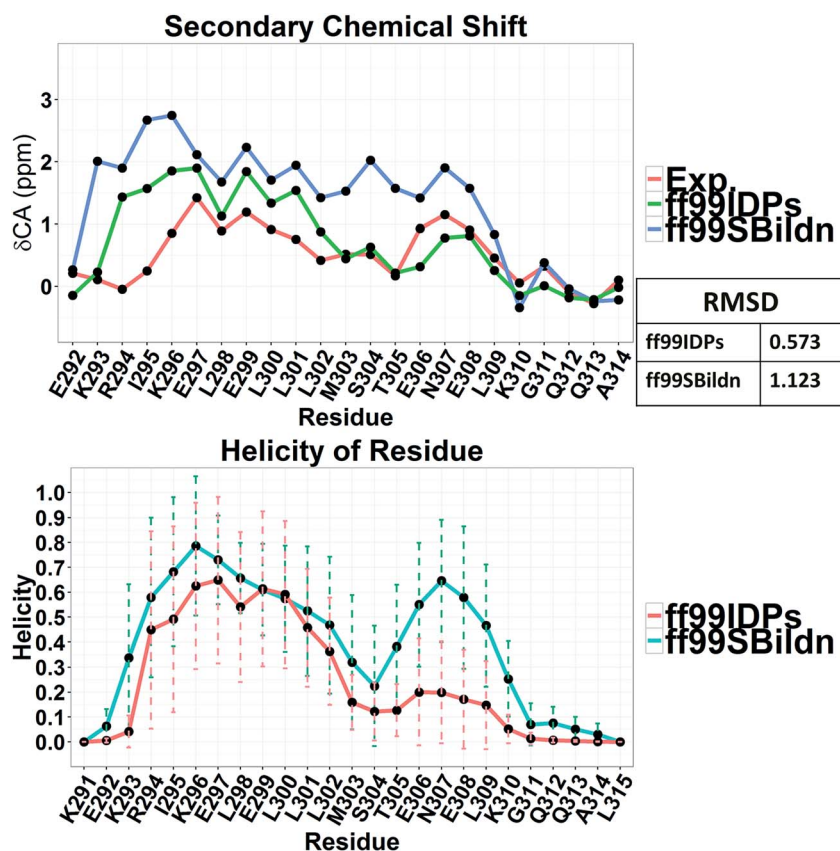 Secondary Chemical Shift
δCA (ppm)
3
2
1
0
E292
K293
R294
I295
K296
E297
L298
E299
L300
L301
L302
M303
S304
T305
E306
N307
E308
L309
K310
G311
Q312
Q313
A314
Residue
Exp.
ff99IDPs
ff99SBildn
RMSD
ff99IDPs 0.573
ff99SBildn 1.123
Helicity of Residue
Helicity
1.0
0.9
0.8
0.7
0.6
0.5
0.4
0.3
0.2
0.1
0.0
K291
E292
K293
R294
I295
K296
E297
L298
E299
L300
L301
L302
M303
S304
T305
E306
N307
E308
L309
K310
G311
Q312
Q313
A314
L315
Residue
ff99IDPs
ff99SBildn